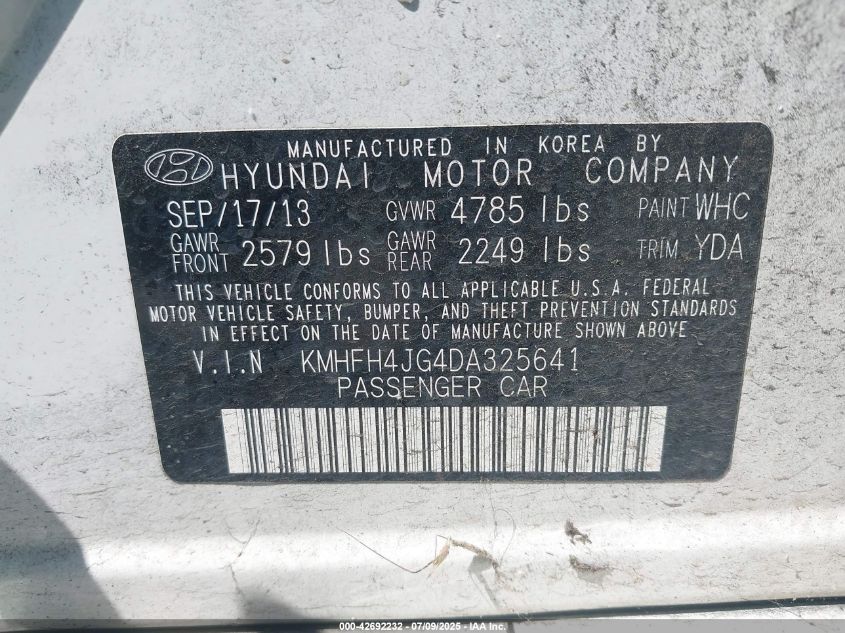 MANUFACTURED IN KOREA BY
HYUNDAI MOTOR COMPANY
SEP/17/13 GVWR 4785 lbs PAINT WHC
GAWR FRONT 2579 lbs GAWR REAR 2249 lbs TRIM YDA
THIS VEHICLE CONFORMS TO ALL APPLICABLE U.S.A. FEDERAL
MOTOR VEHICLE SAFETY, BUMPER, AND THEFT PREVENTION STANDARDS
IN EFFECT ON THE DATE OF MANUFACTURE SHOWN ABOVE
V.I.N KMHFH4JG4DA325641
PASSENGER CAR
000-42692232 - 07/09/2025 - IAA Inc.